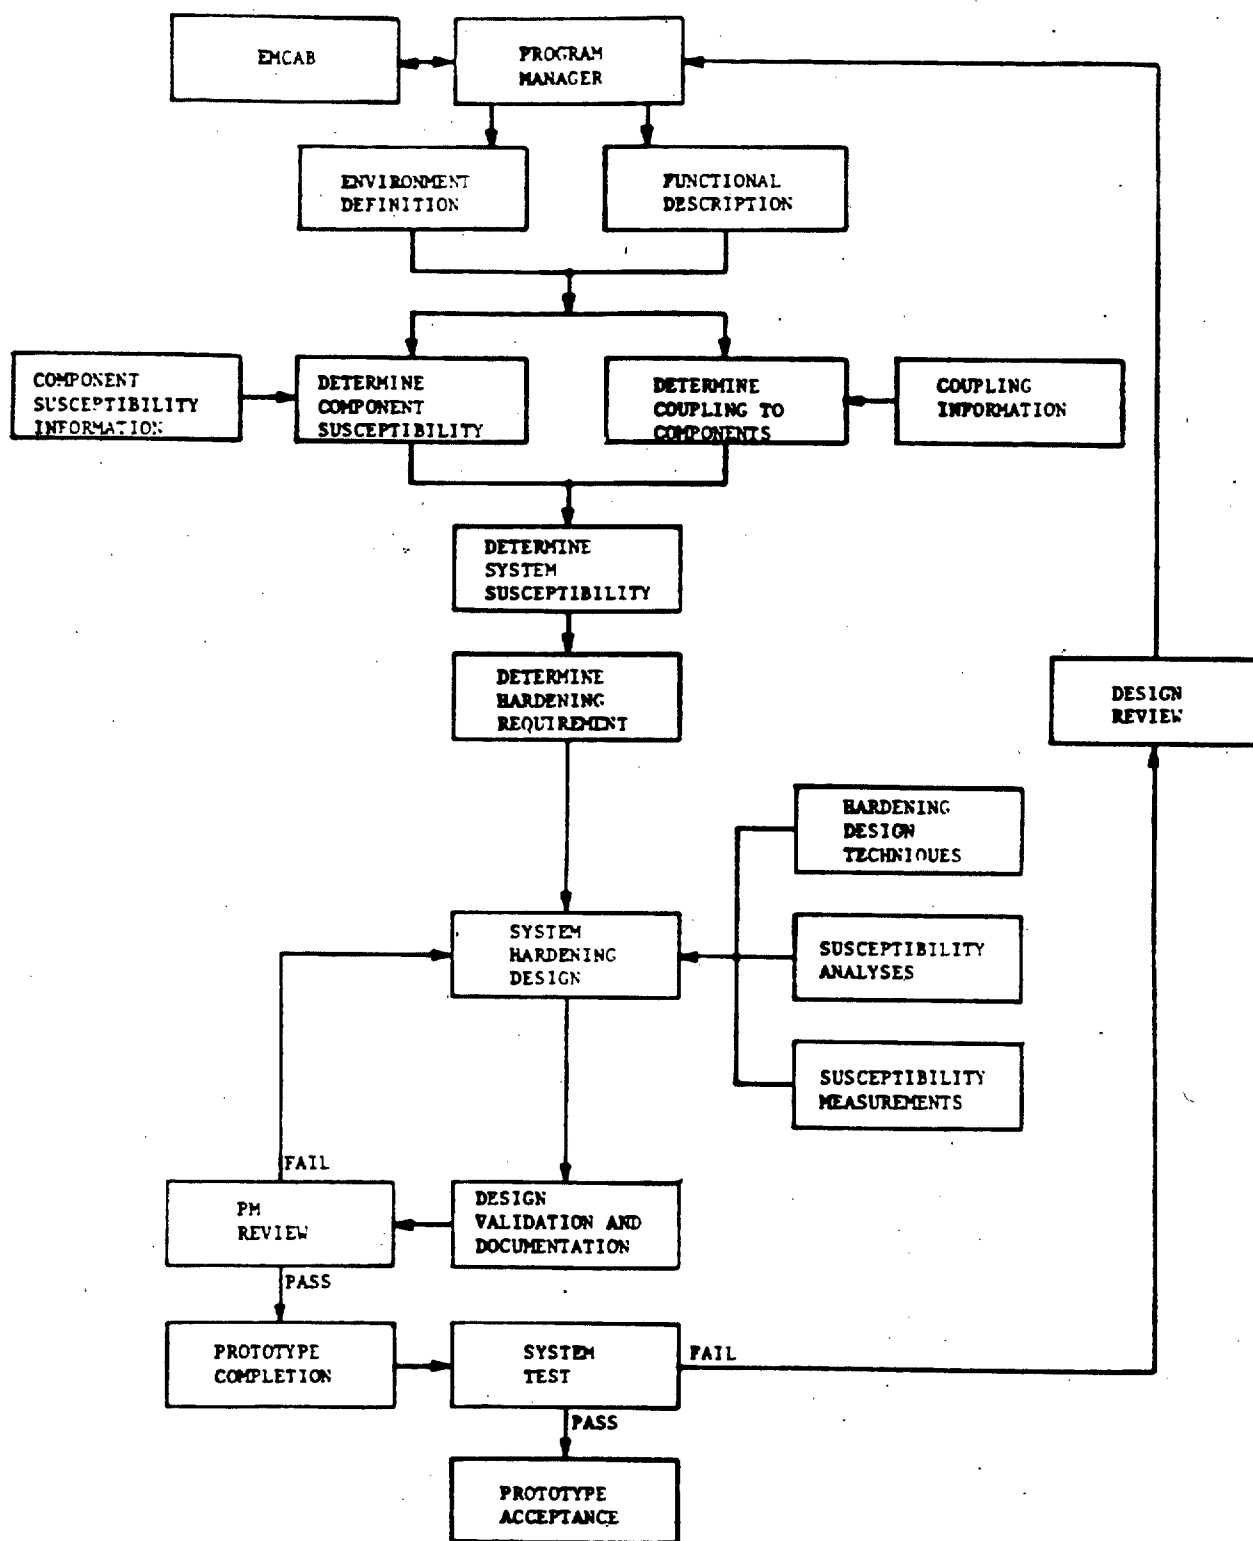 EMCAB
PROGRAM
MANAGER
ENVIRONMENT
DEFINITION
FUNCTIONAL
DESCRIPTION
COMPONENT
SUSCEPTIBILITY
INFORMATION
DETERMINE
COMPONENT
SUSCEPTIBILITY
DETERMINE
COUPLING TO
COMPONENTS
COUPLING
INFORMATION
DETERMINE
SYSTEM
SUSCEPTIBILITY
DETERMINE
HARDENING
REQUIREMENT
DESIGN
REVIEW
HARDENING
DESIGN
TECHNIQUES
SYSTEM
HARDENING
DESIGN
SUSCEPTIBILITY
ANALYSES
SUSCEPTIBILITY
MEASUREMENTS
FAIL
PM
REVIEW
DESIGN
VALIDATION AND
DOCUMENTATION
PASS
PROTOTYPE
COMPLETION
SYSTEM
TEST
FAIL
PASS
PROTOTYPE
ACCEPTANCE